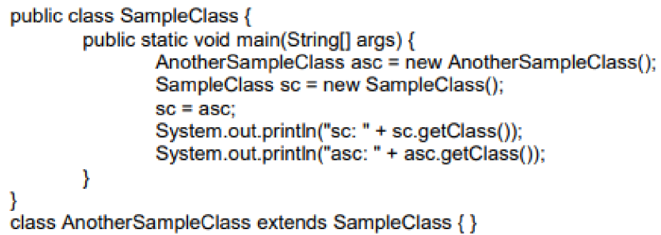 public class SampleClass {
public static void main(String[] args) {
AnotherSampleClass asc = new AnotherSampleClass();
SampleClass sc = new SampleClass();
sc = asc;
System.out.println("sc: " + sc.getClass());
System.out.println("asc: " + asc.getClass());
}
}
class AnotherSampleClass extends SampleClass { }